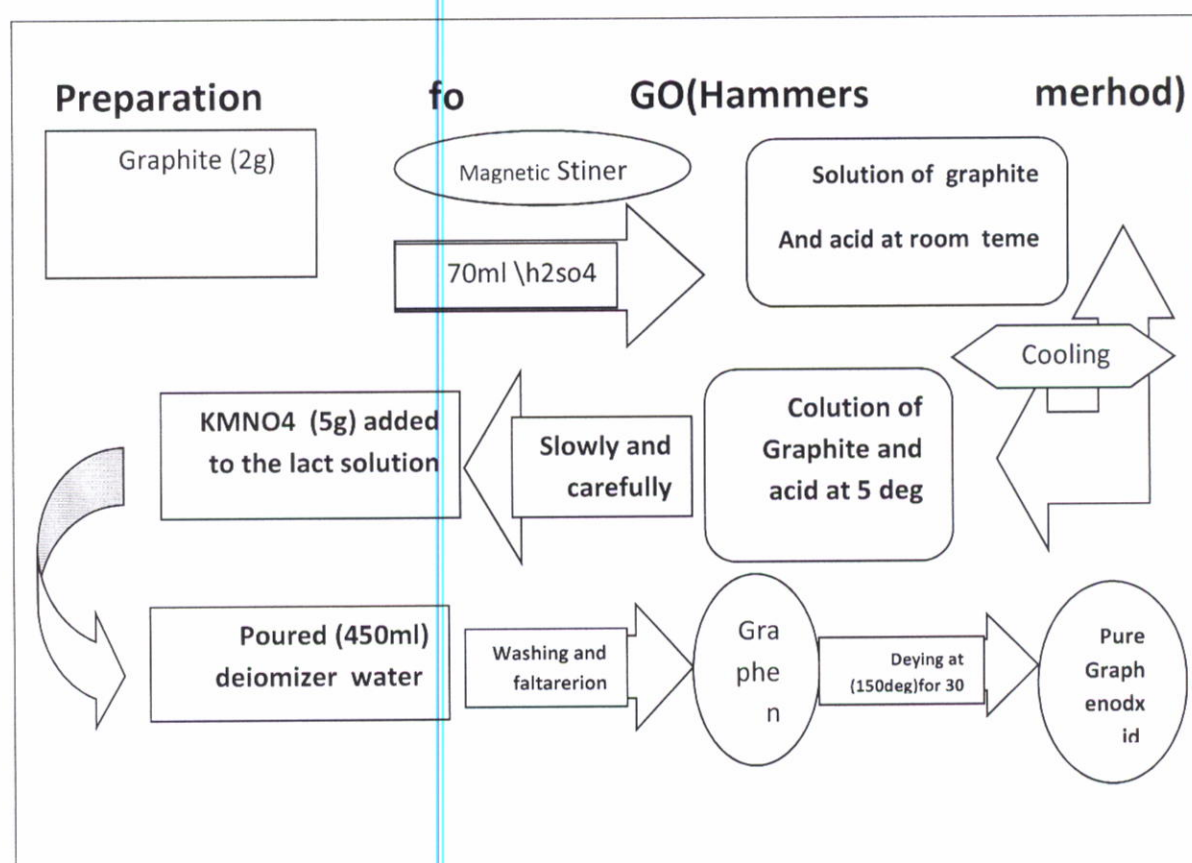 Preparation fo GO(Hammers merhod)
Graphite (2g)
Magnetic Stiner
70ml \h2so4
Solution of graphite
And acid at room teme
Cooling
Colution of
Graphite and
acid at 5 deg
Slowly and
carefully
KMNO4 (5g) added
to the lact solution
Poured (450ml)
deiomizer water
Washing and
faltarerion
Gra
phe
n
Deying at
(150deg)for 30
Pure
Graph
enodx
id